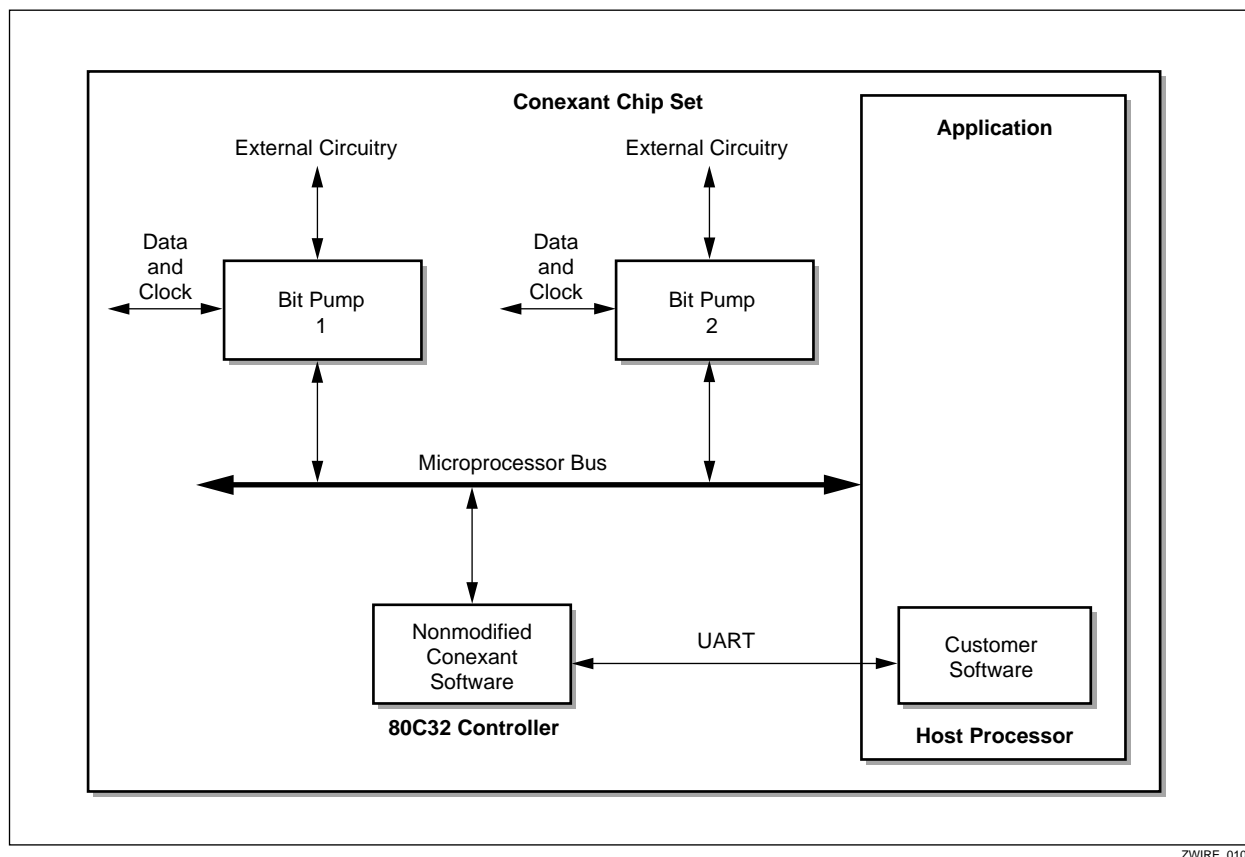 Conexant Chip Set
Application
External Circuitry
External Circuitry
Data
and
Clock
Bit Pump
1
Data
and
Clock
Bit Pump
2
Microprocessor Bus
Nonmodified
Conexant
Software
80C32 Controller
UART
Customer
Software
Host Processor
ZWIRE_010